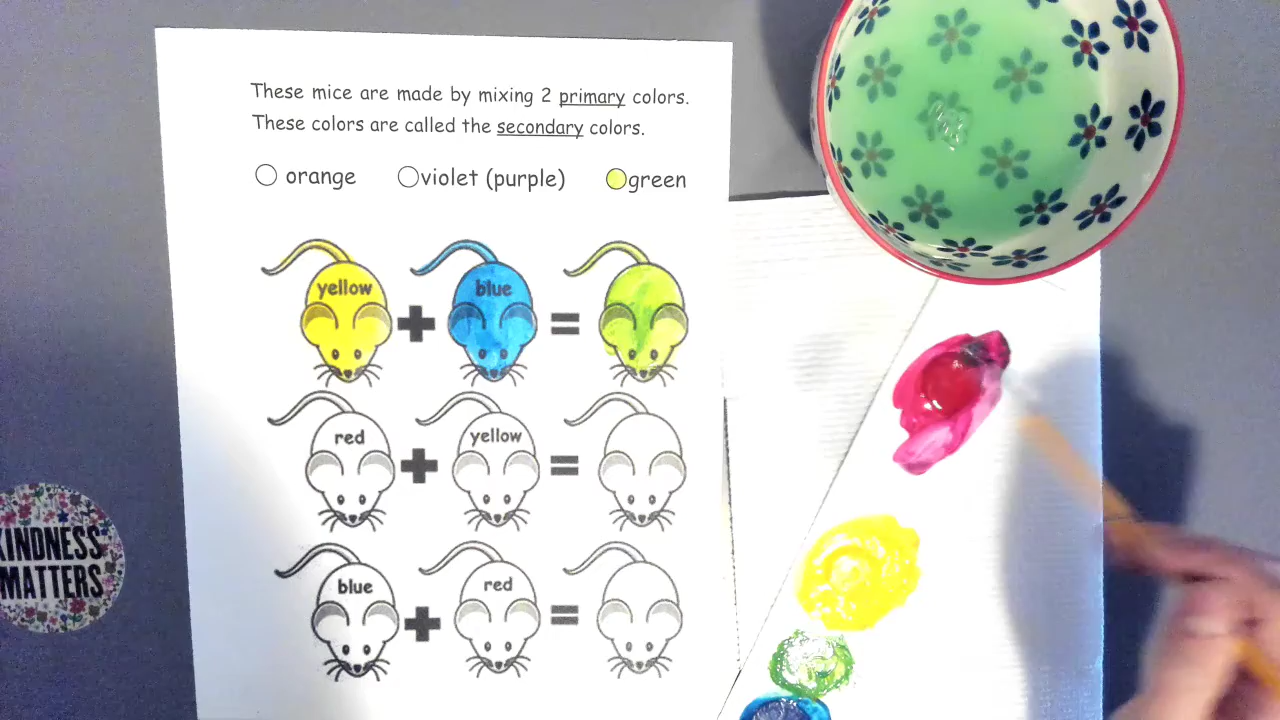 These mice are made by mixing 2 primary colors.
These colors are called the secondary colors.
orange violet (purple) green
yellow + blue =
red + yellow =
blue + red =
KINDNESS
MATTERS